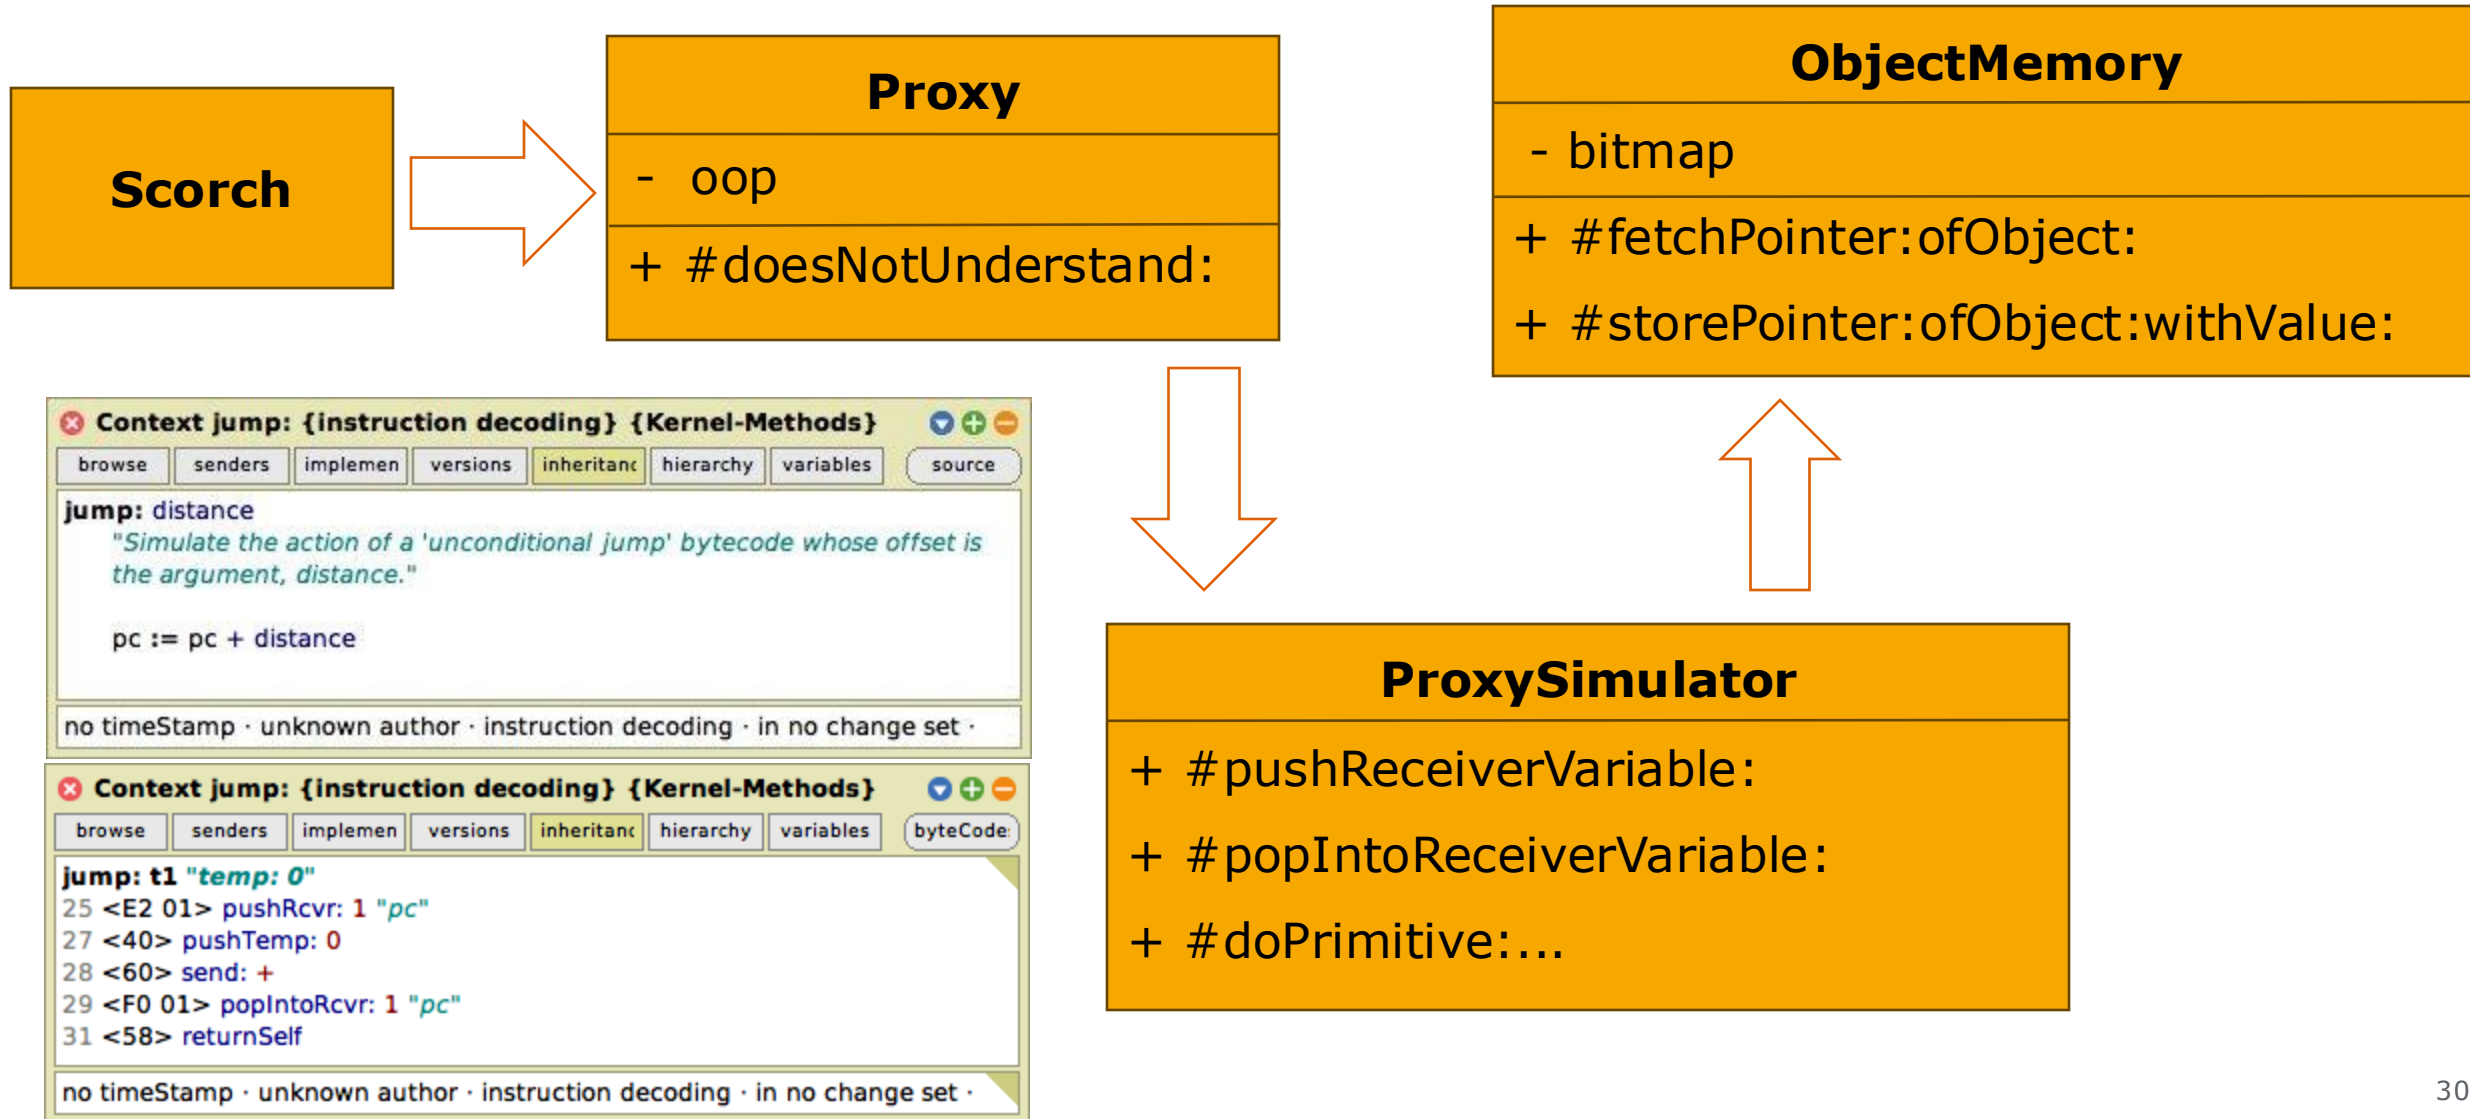 Scorch
Proxy
- oop
+ #doesNotUnderstand:
ObjectMemory
- bitmap
+ #fetchPointer:ofObject:
+ #storePointer:ofObject:withValue:
Context jump: {instruction decoding} {Kernel-Methods}
browse senders implemen versions inheritanc hierarchy variables source
jump: distance
"Simulate the action of a 'unconditional jump' bytecode whose offset is
the argument, distance."
pc := pc + distance
no timeStamp · unknown author · instruction decoding · in no change set ·
Context jump: {instruction decoding} {Kernel-Methods}
browse senders implemen versions inheritanc hierarchy variables byteCode
jump: t1 "temp: 0"
25 <E2 01> pushRcvr: 1 "pc"
27 <40> pushTemp: 0
28 <60> send: +
29 <F0 01> popIntoRcvr: 1 "pc"
31 <58> returnSelf
no timeStamp · unknown author · instruction decoding · in no change set ·
ProxySimulator
+ #pushReceiverVariable:
+ #popIntoReceiverVariable:
+ #doPrimitive:...
30